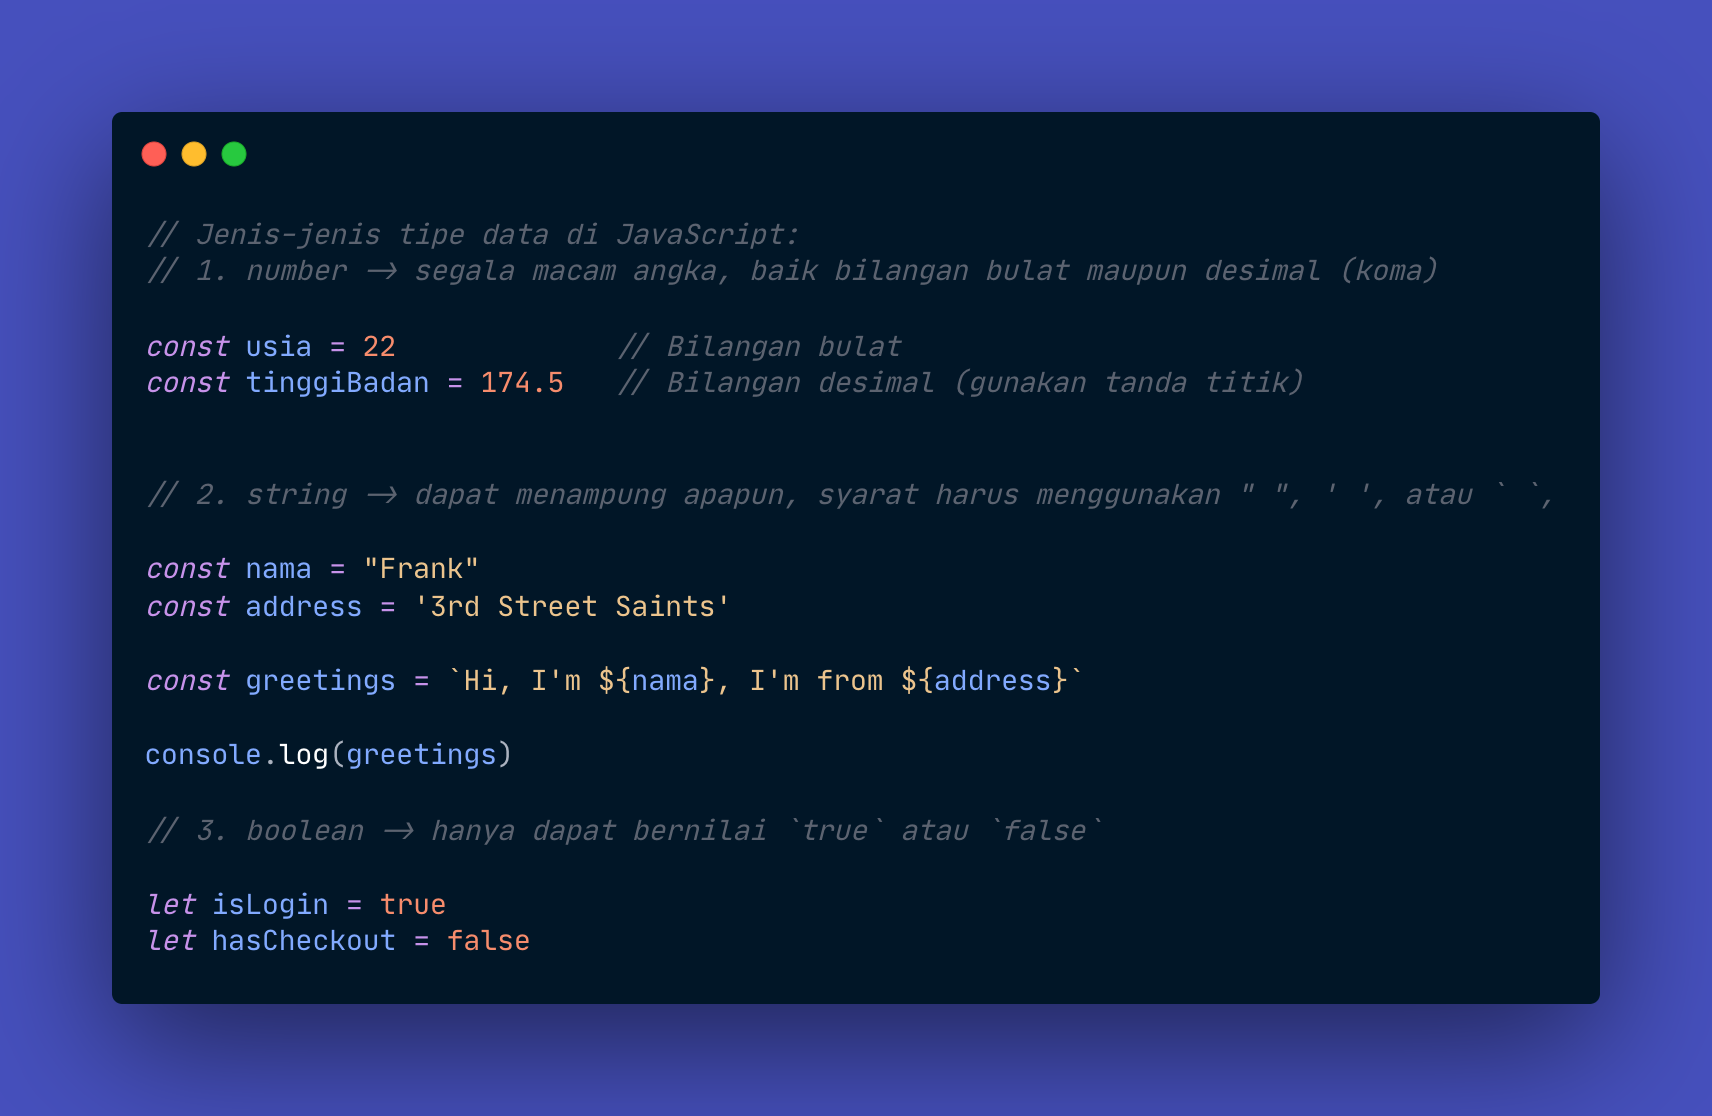 // Jenis-jenis tipe data di JavaScript:
// 1. number -> segala macam angka, baik bilangan bulat maupun desimal (koma)
const usia = 22 // Bilangan bulat
const tinggiBadan = 174.5 // Bilangan desimal (gunakan tanda titik)
// 2. string -> dapat menampung apapun, syarat harus menggunakan " ", ' ', atau ` `,
const nama = "Frank"
const address = '3rd Street Saints'
const greetings = `Hi, I'm ${nama}, I'm from ${address}`
console.log(greetings)
// 3. boolean -> hanya dapat bernilai `true` atau `false`
let isLogin = true
let hasCheckout = false